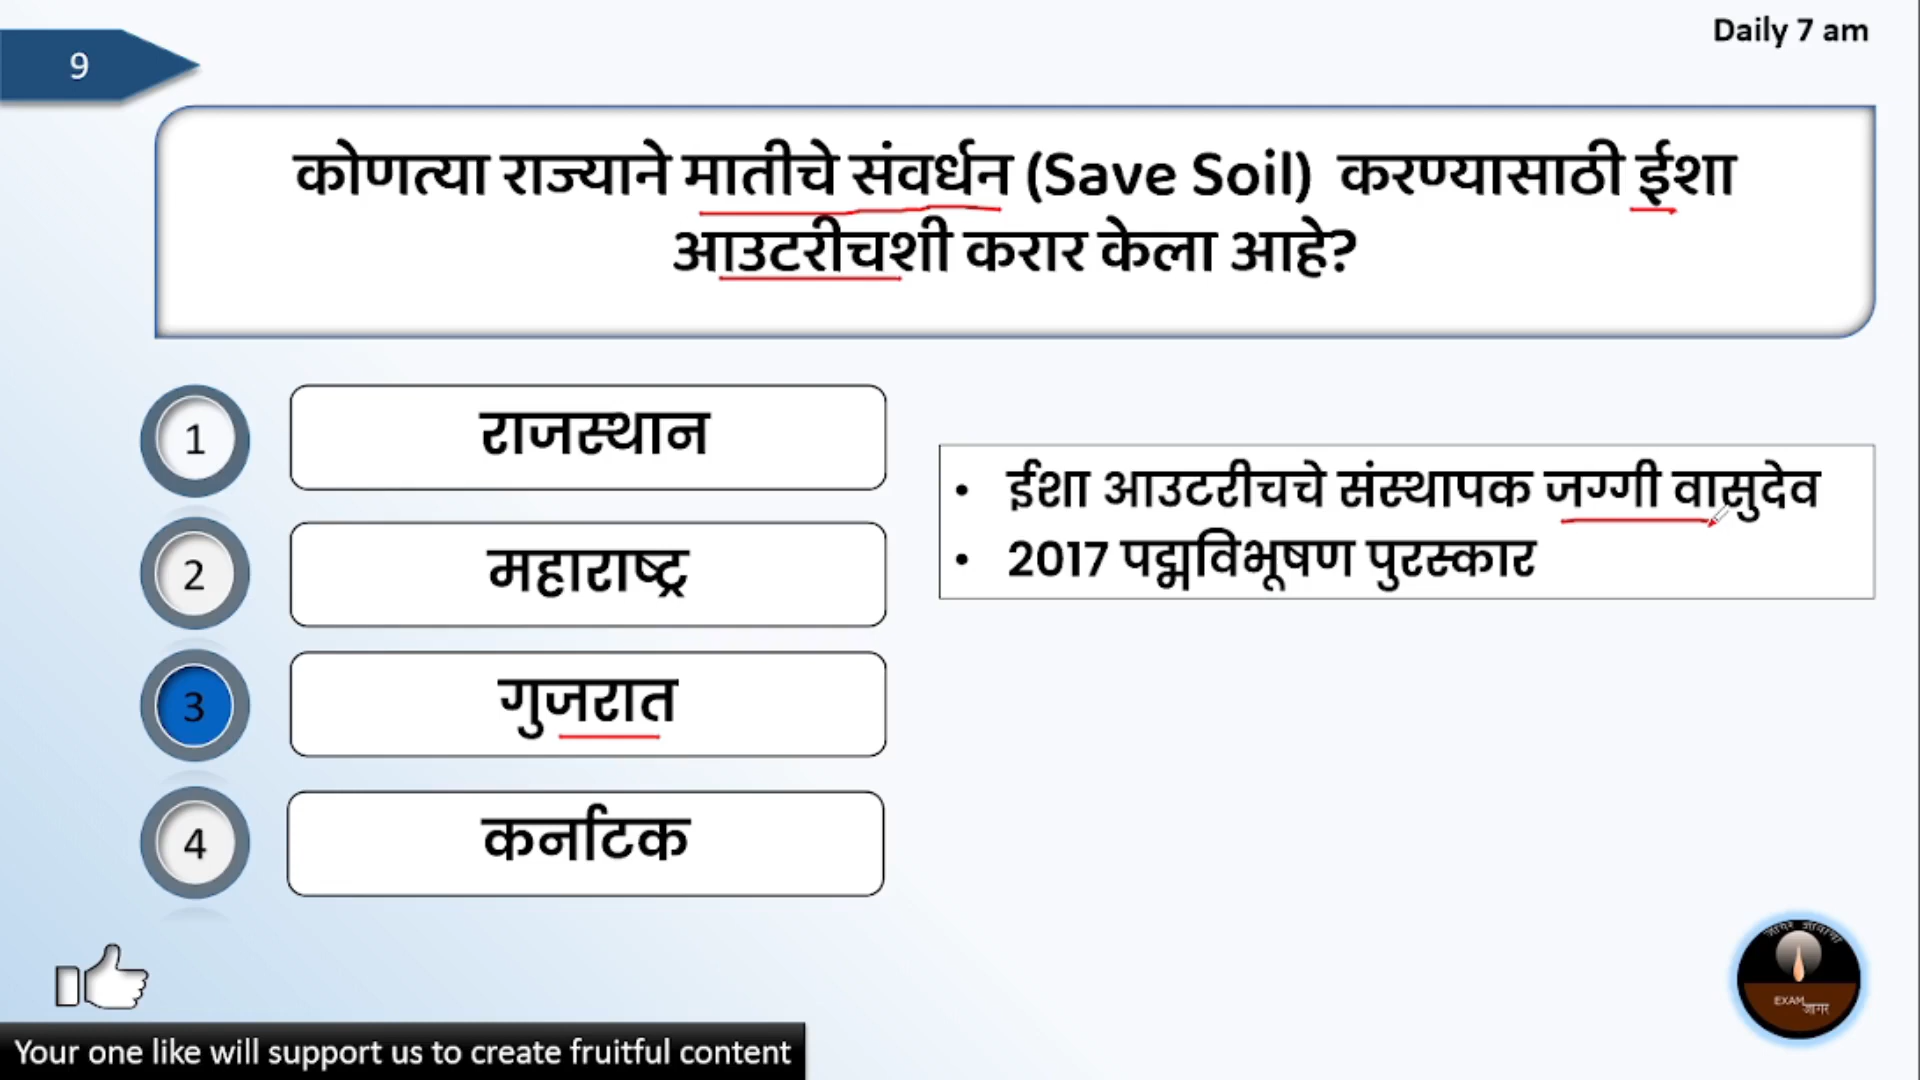 Daily 7 am
9
कोणत्या राज्याने मातीचे संवर्धन (Save Soil) करण्यासाठी ईशा
आउटरीचशी करार केला आहे?
1
राजस्थान
2
महाराष्ट्र
3
गुजरात
4
कर्नाटक
• ईशा आउटरीचचे संस्थापक जग्गी वासुदेव
• 2017 पद्मविभूषण पुरस्कार
EXAM
जागर
Your one like will support us to create fruitful content